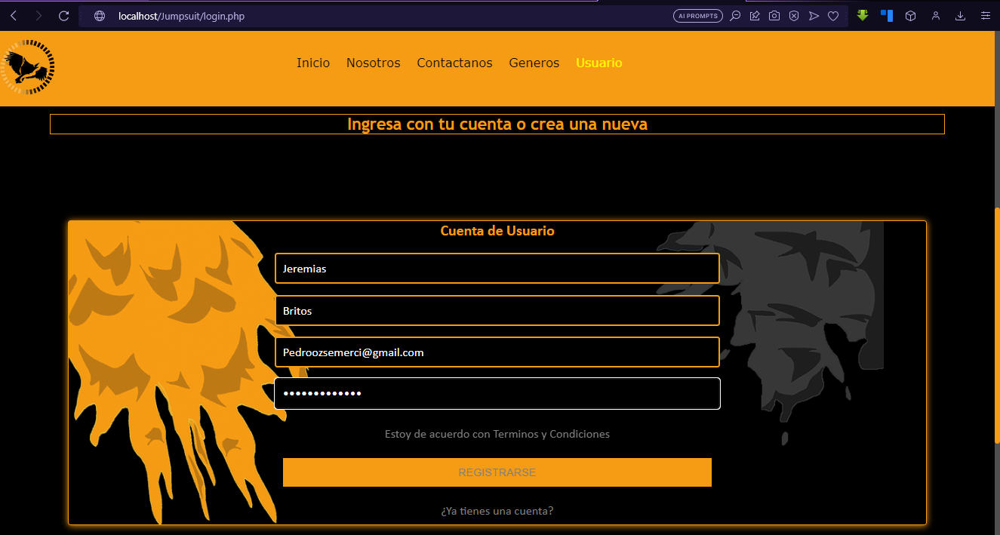 localhost/Jumpsuit/login.php
AI PROMPTS
Inicio Nosotros Contactanos Generos Usuario
Ingresa con tu cuenta o crea una nueva
Cuenta de Usuario
Jeremias
Britos
Pedroozsemerci@gmail.com
•••••••••••••
Estoy de acuerdo con Terminos y Condiciones
REGISTRARSE
¿Ya tienes una cuenta?